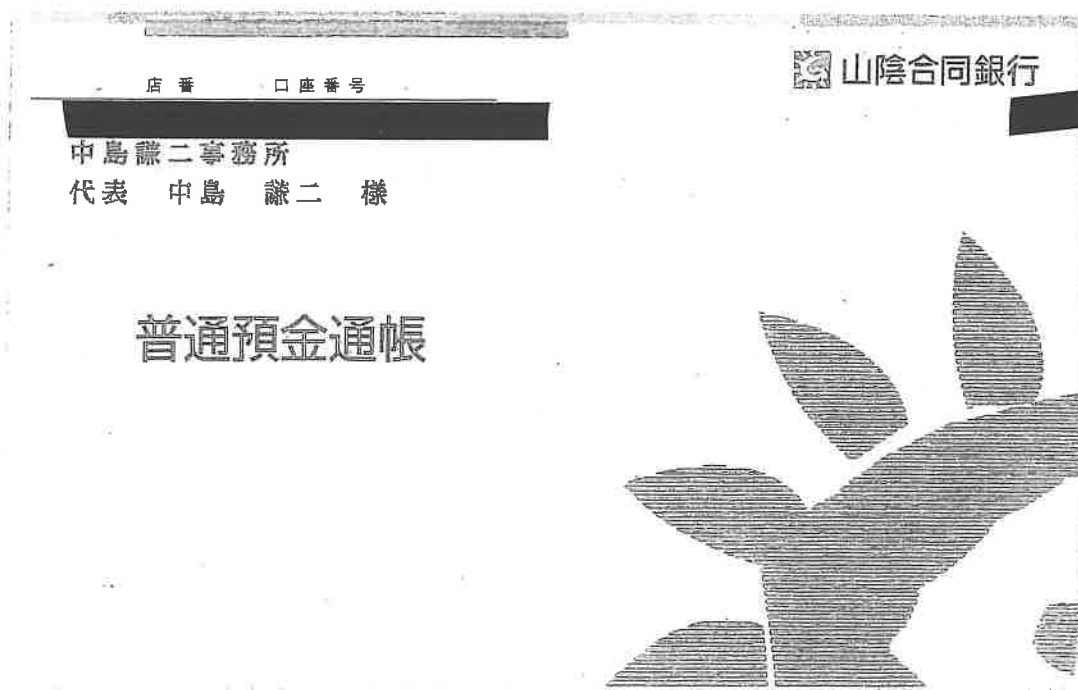 店番 口座番号
山陰合同銀行
中島謙二事務所
代表 中島 謙二 様
普通預金通帳